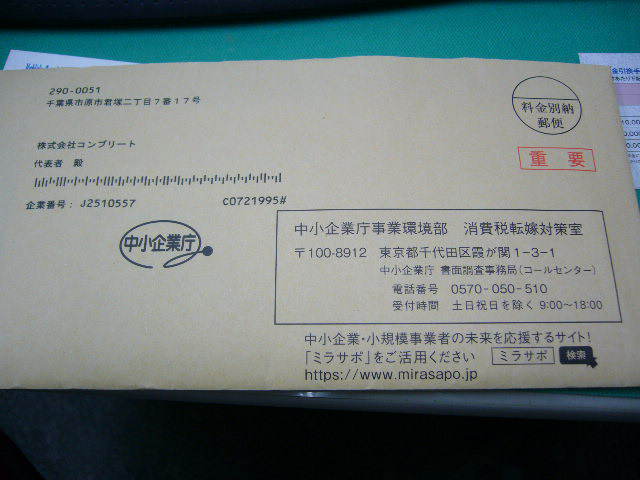 290-0051
千葉県市原市君塚二丁目7番17号
株式会社コンプリート
代表者 殿
企業番号：J2510557 C0721995#
中小企業庁
料金別納
郵便
重要
中小企業庁事業環境部 消費税転嫁対策室
〒100-8912 東京都千代田区霞が関1-3-1
中小企業庁 書面調査事務局(コールセンター)
電話番号 0570-050-510
受付時間 土日祝日を除く 9:00〜18:00
中小企業・小規模事業者の未来を応援するサイト!
「ミラサポ」をご活用ください ミラサポ 検索
https://www.mirasapo.jp/